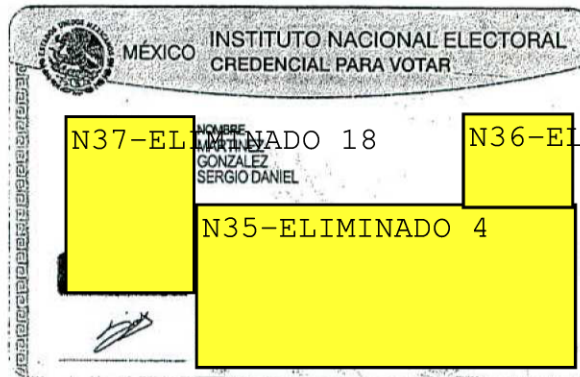 MÉXICO INSTITUTO NACIONAL ELECTORAL
CREDENCIAL PARA VOTAR
N37-ELIMINADO 18
N36-EL
NOMBRE
MARTINEZ
GONZALEZ
SERGIO DANIEL
N35-ELIMINADO 4